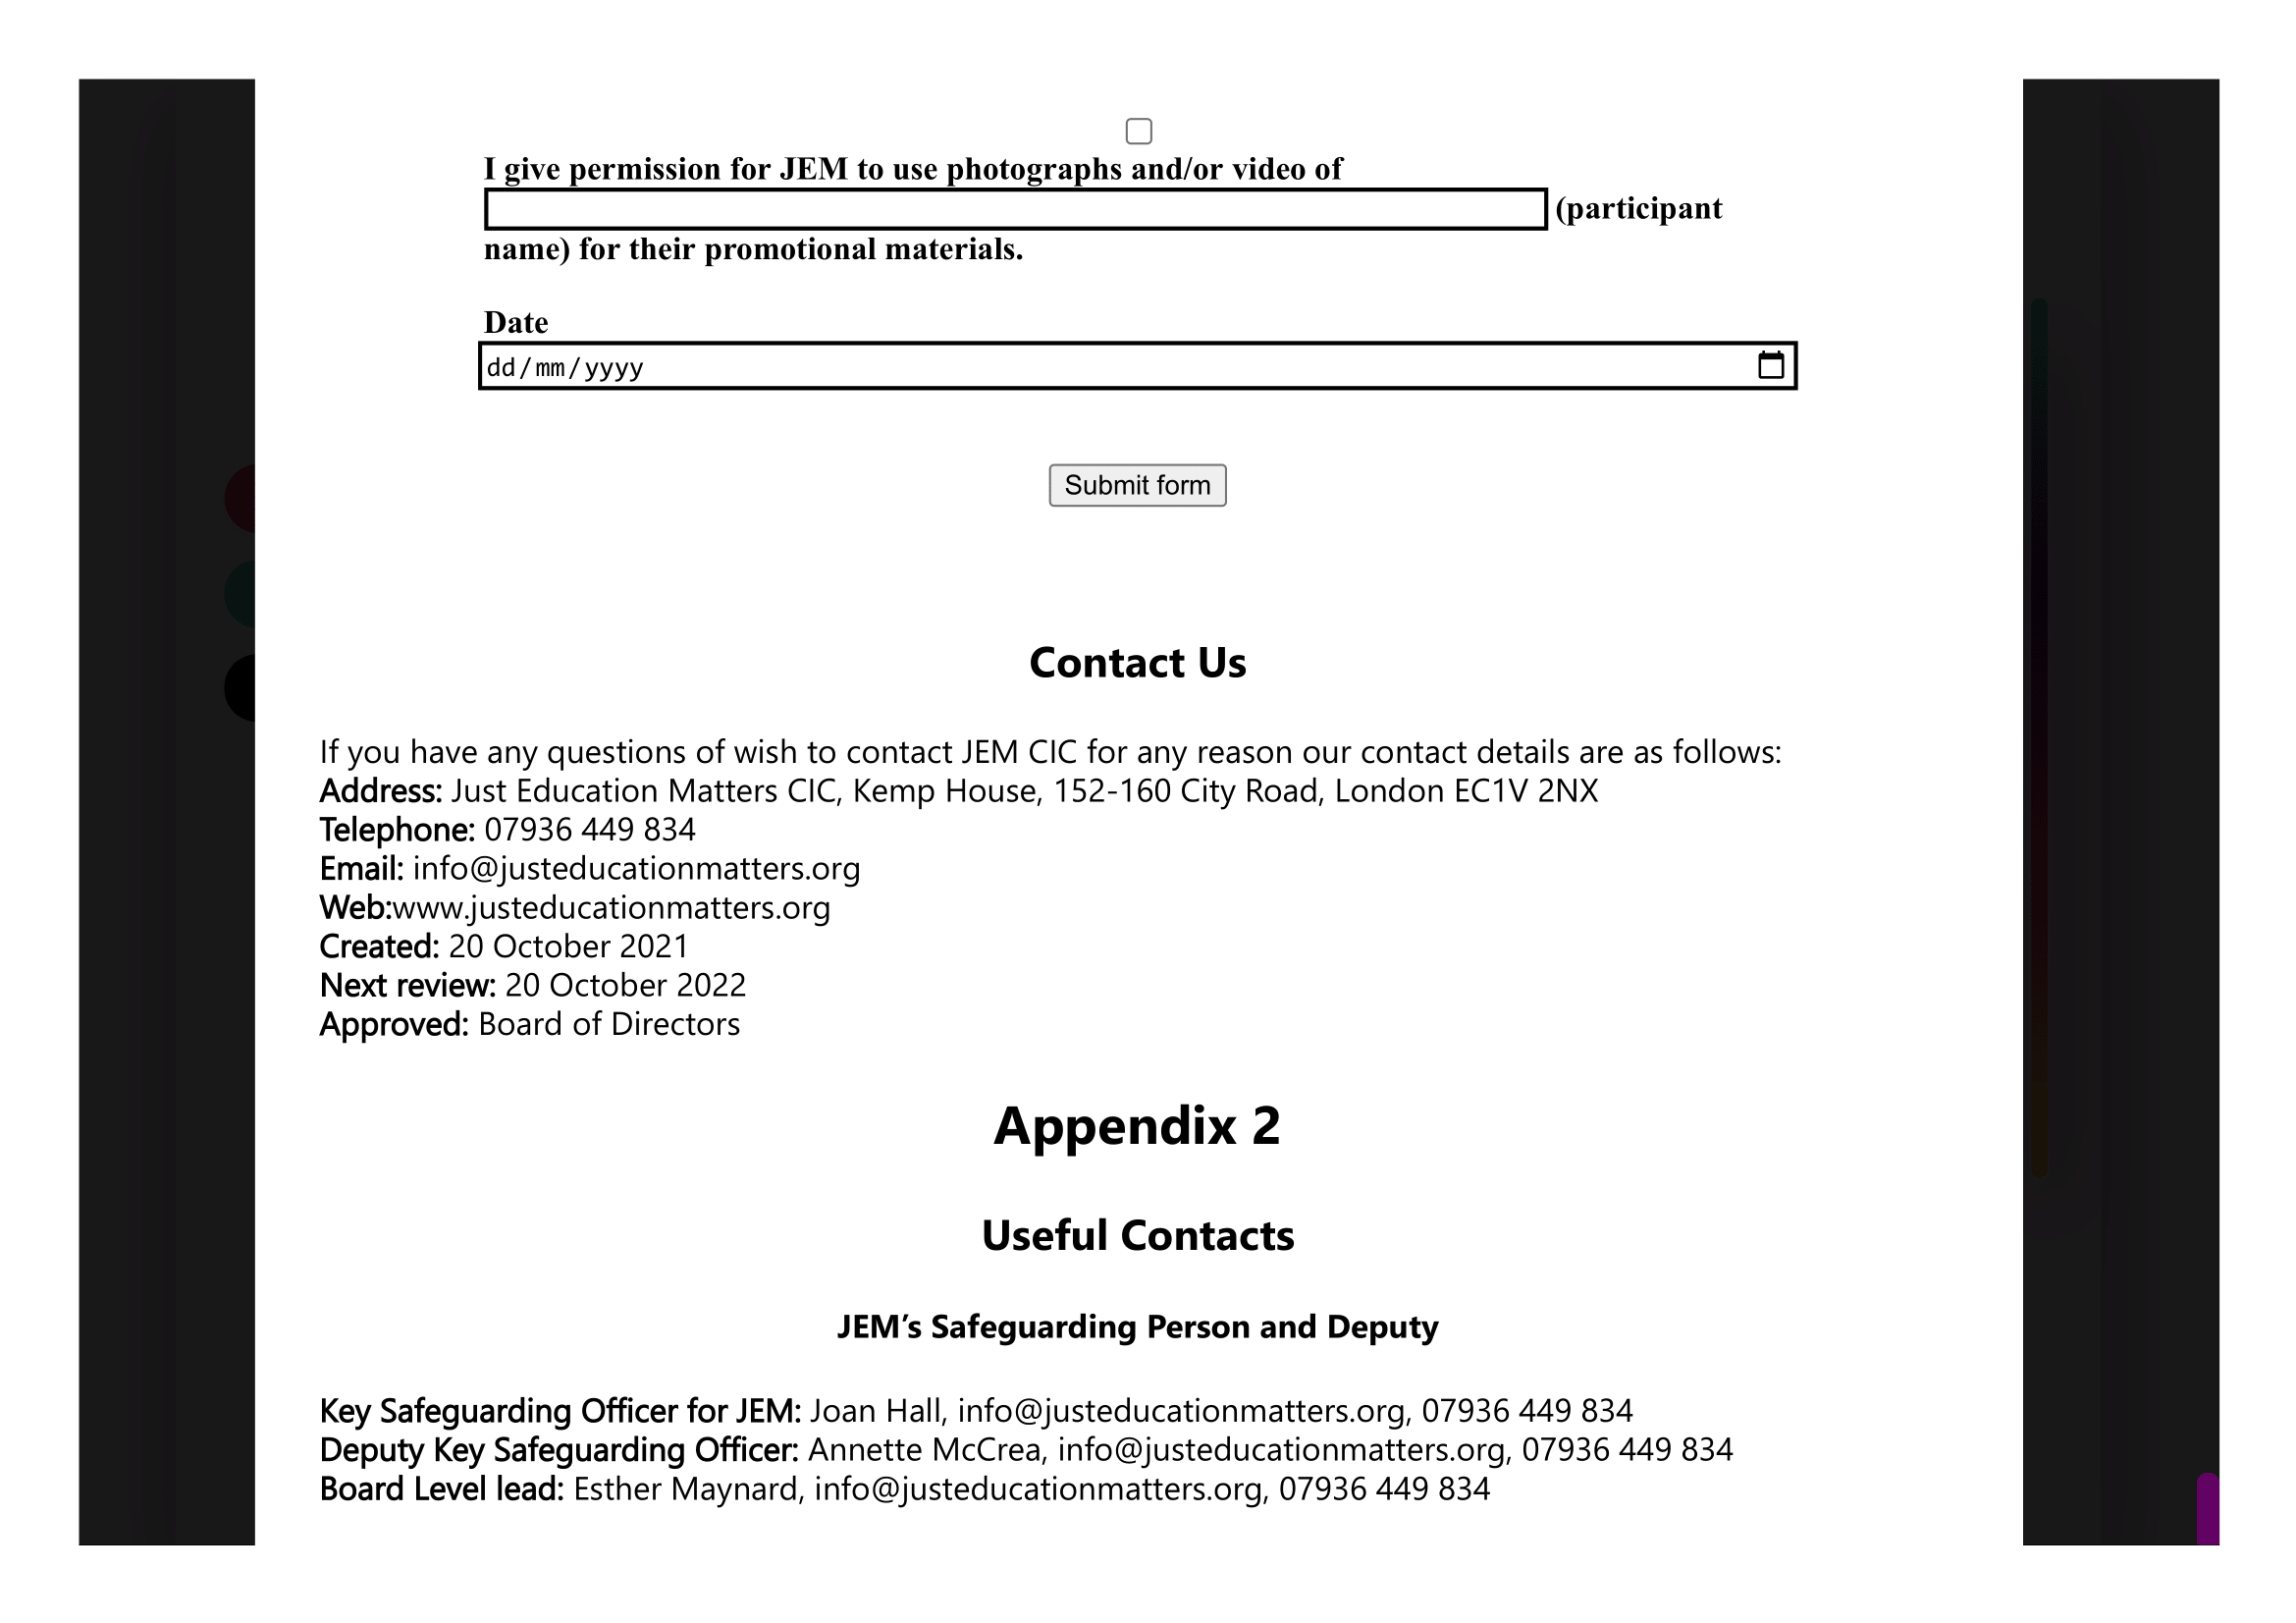 I give permission for JEM to use photographs and/or video of
(participant
name) for their promotional materials.
Date
dd/mm/yyyy
Submit form
Contact Us
If you have any questions of wish to contact JEM CIC for any reason our contact details are as follows:
Address: Just Education Matters CIC, Kemp House, 152-160 City Road, London EC1V 2NX
Telephone: 07936 449 834
Email: info@justeducationmatters.org
Web:www.justeducationmatters.org
Created: 20 October 2021
Next review: 20 October 2022
Approved: Board of Directors
Appendix 2
Useful Contacts
JEM’s Safeguarding Person and Deputy
Key Safeguarding Officer for JEM: Joan Hall, info@justeducationmatters.org, 07936 449 834
Deputy Key Safeguarding Officer: Annette McCrea, info@justeducationmatters.org, 07936 449 834
Board Level lead: Esther Maynard, info@justeducationmatters.org, 07936 449 834